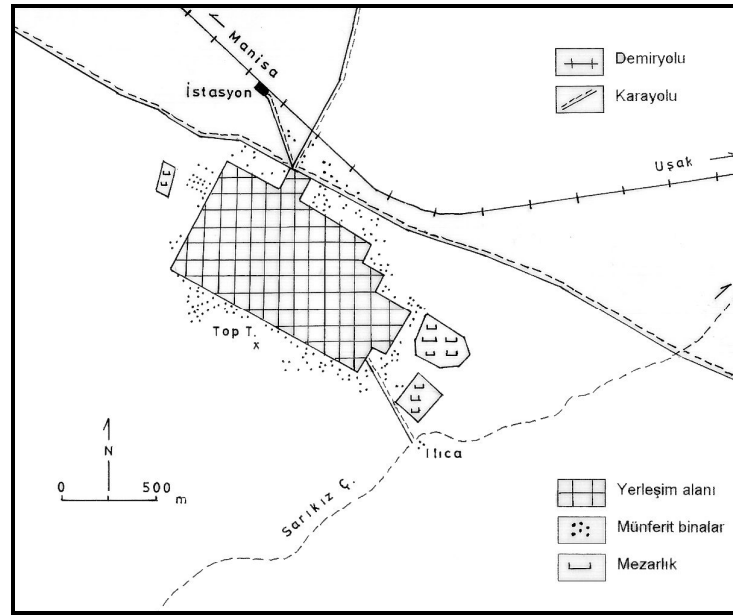 Manisa
İstasyon
Demiryolu
Karayolu
Uşak
Top T.
x
N
0 500
m
Ilıca
Sarıkız Ç.
Yerleşim alanı
Münferit binalar
Mezarlık